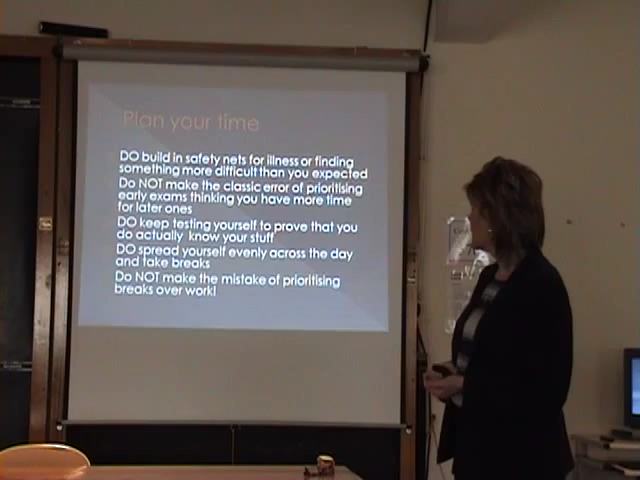 Plan your time
DO build in safety nets for illness or finding
something more difficult than you expected
Do NOT make the classic error of prioritising
early exams thinking you have more time
for later ones
DO keep testing yourself to prove that you
do actually know your stuff
DO spread yourself evenly across the day
and take breaks
Do NOT make the mistake of prioritising
breaks over work!